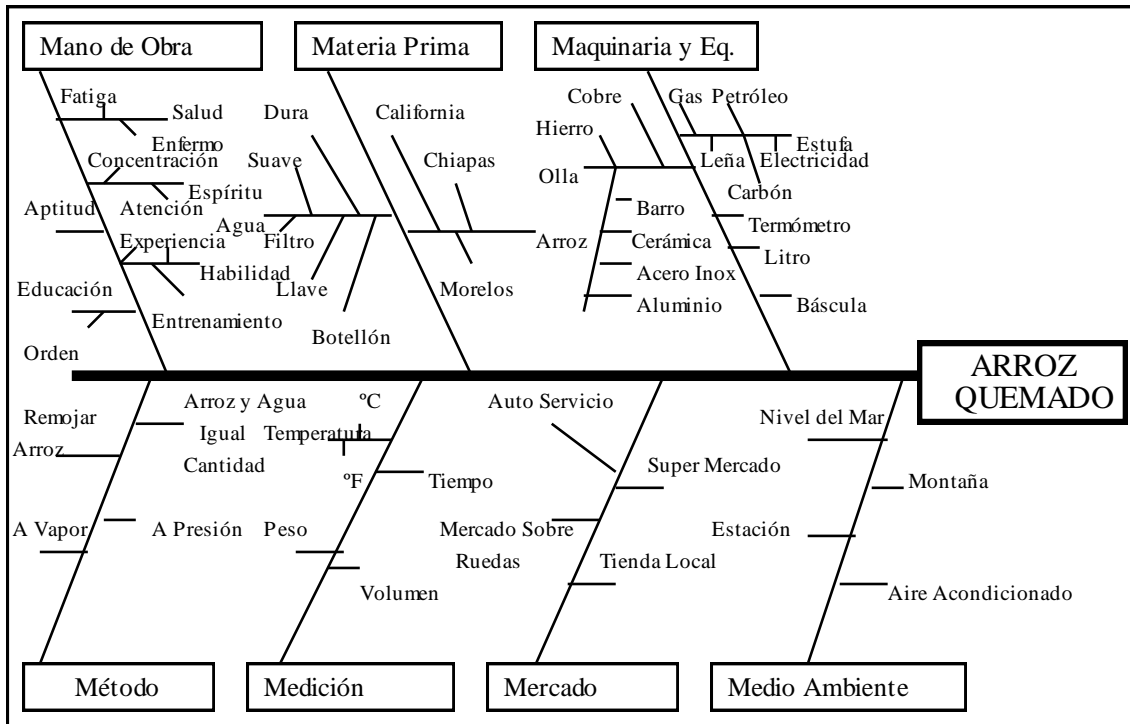 Mano de Obra
Materia Prima
Maquinaria y Eq.
Fatiga
Salud
Enfermo
Concentración
Espíritu
Aptitud
Atención
Experiencia
Habilidad
Educación
Entrenamiento
Orden
Dura
California
Suave
Chiapas
Agua
Filtro
Arroz
Llave
Morelos
Botellón
Cobre
Gas
Petróleo
Hierro
Estufa
Leña
Electricidad
Olla
Carbón
Barro
Termómetro
Cerámica
Litro
Acero Inox
Aluminio
Báscula
ARROZ
QUEMADO
Remojar
Arroz
Arroz y Agua
Igual
Cantidad
A Vapor
A Presión
ºC
Temperatura
ºF
Tiempo
Peso
Volumen
Auto Servicio
Super Mercado
Mercado Sobre
Ruedas
Tienda Local
Nivel del Mar
Montaña
Estación
Aire Acondicionado
Método
Medición
Mercado
Medio Ambiente